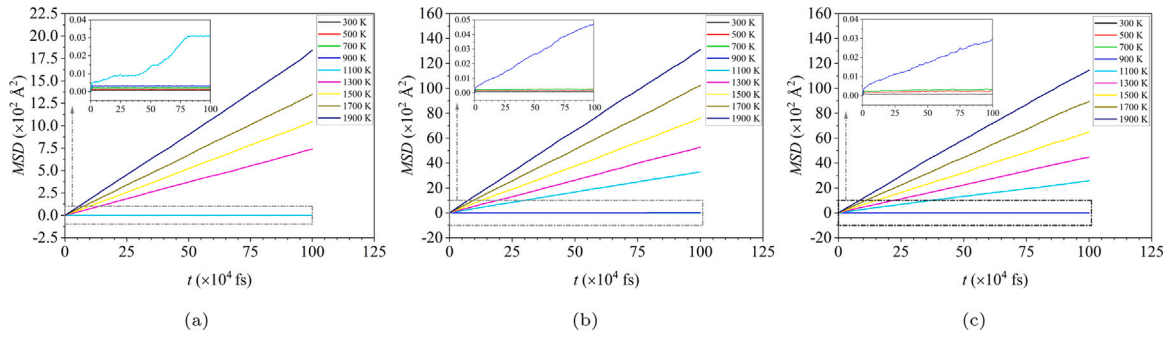 22.5
20.0
17.5
15.0
12.5
10.0
7.5
5.0
2.5
0.0
−2.5
MSD (×10² Å²)
0.04
0.03
0.02
0.01
0.00
0 25 50 75 100
300 K
500 K
700 K
900 K
1100 K
1300 K
1500 K
1700 K
1900 K
0 25 50 75 100 125
t (×10⁴ fs)
(a)
160
140
120
100
80
60
40
20
0
−20
MSD (×10² Å²)
0.05
0.04
0.03
0.02
0.01
0.00
0 25 50 75 100
300 K
500 K
700 K
900 K
1100 K
1300 K
1500 K
1700 K
1900 K
0 25 50 75 100 125
t (×10⁴ fs)
(b)
160
140
120
100
80
60
40
20
0
−20
MSD (×10² Å²)
0.04
0.03
0.02
0.01
0.00
0 25 50 75 100
300 K
500 K
700 K
900 K
1100 K
1300 K
1500 K
1700 K
1900 K
0 25 50 75 100 125
t (×10⁴ fs)
(c)